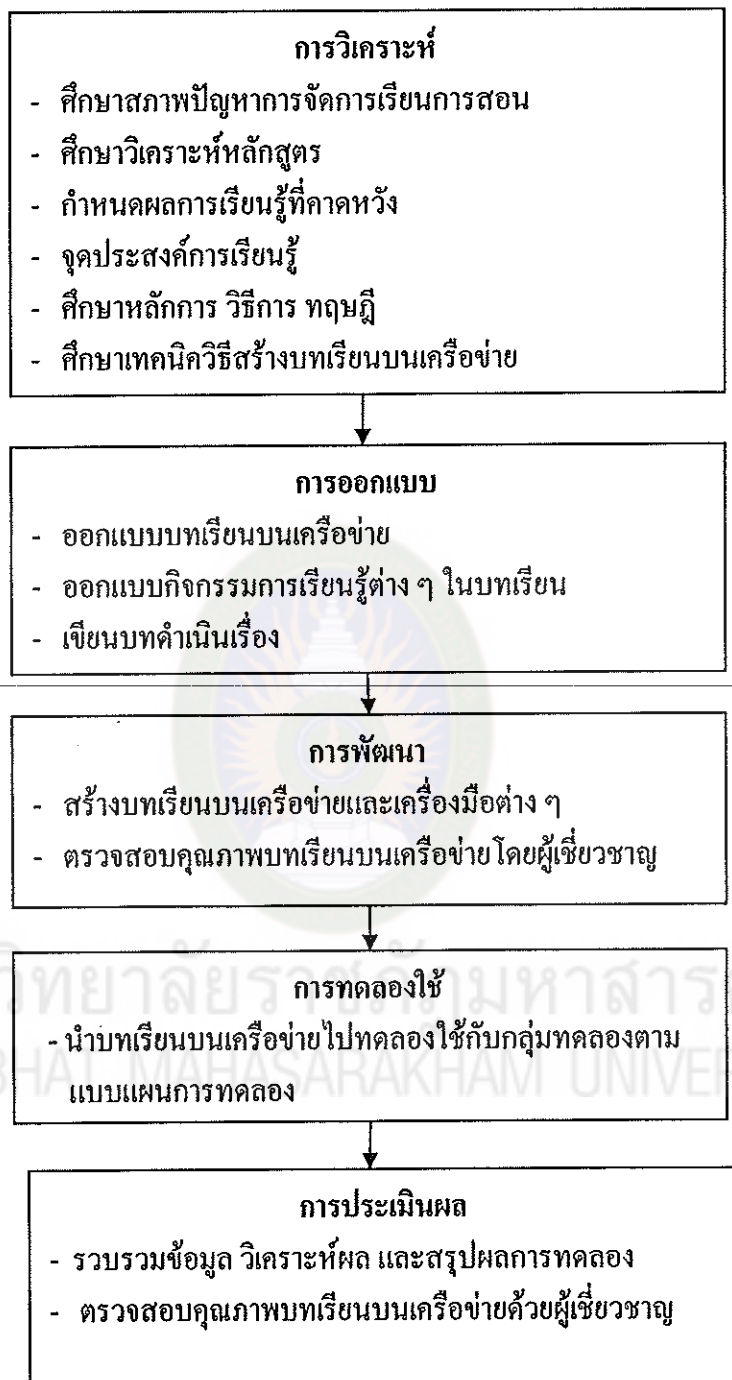 การวิเคราะห์
- ศึกษาสภาพปัญหาการจัดการเรียนการสอน
- ศึกษาวิเคราะห์หลักสูตร
- กำหนดผลการเรียนรู้ที่คาดหวัง
- จุดประสงค์การเรียนรู้
- ศึกษาหลักการ วิธีการ ทฤษฎี
- ศึกษาเทคนิควิธีสร้างบทเรียนบนเครือข่าย
การออกแบบ
- ออกแบบบทเรียนบนเครือข่าย
- ออกแบบกิจกรรมการเรียนรู้ต่าง ๆ ในบทเรียน
- เขียนบทดำเนินเรื่อง
การพัฒนา
- สร้างบทเรียนบนเครือข่ายและเครื่องมือต่าง ๆ
- ตรวจสอบคุณภาพบทเรียนบนเครือข่ายโดยผู้เชี่ยวชาญ
การทดลองใช้
- นำบทเรียนบนเครือข่ายไปทดลองใช้กับกลุ่มทดลองตาม
แบบแผนการทดลอง
MAHASARAKHAM
การประเมินผล
- รวบรวมข้อมูล วิเคราะห์ผล และสรุปผลการทดลอง
- ตรวจสอบคุณภาพบทเรียนบนเครือข่ายด้วยผู้เชี่ยวชาญ